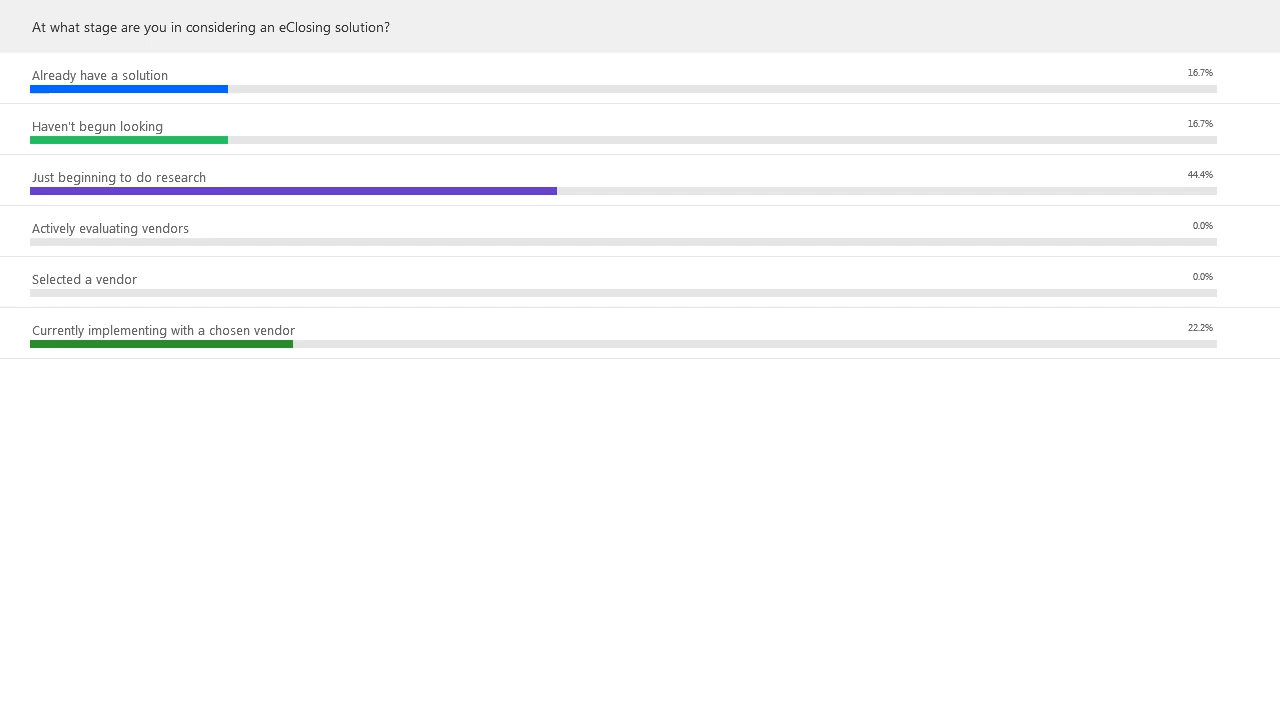 At what stage are you in considering an eClosing solution?
Already have a solution
16.7%
Haven't begun looking
16.7%
Just beginning to do research
44.4%
Actively evaluating vendors
0.0%
Selected a vendor
0.0%
Currently implementing with a chosen vendor
22.2%